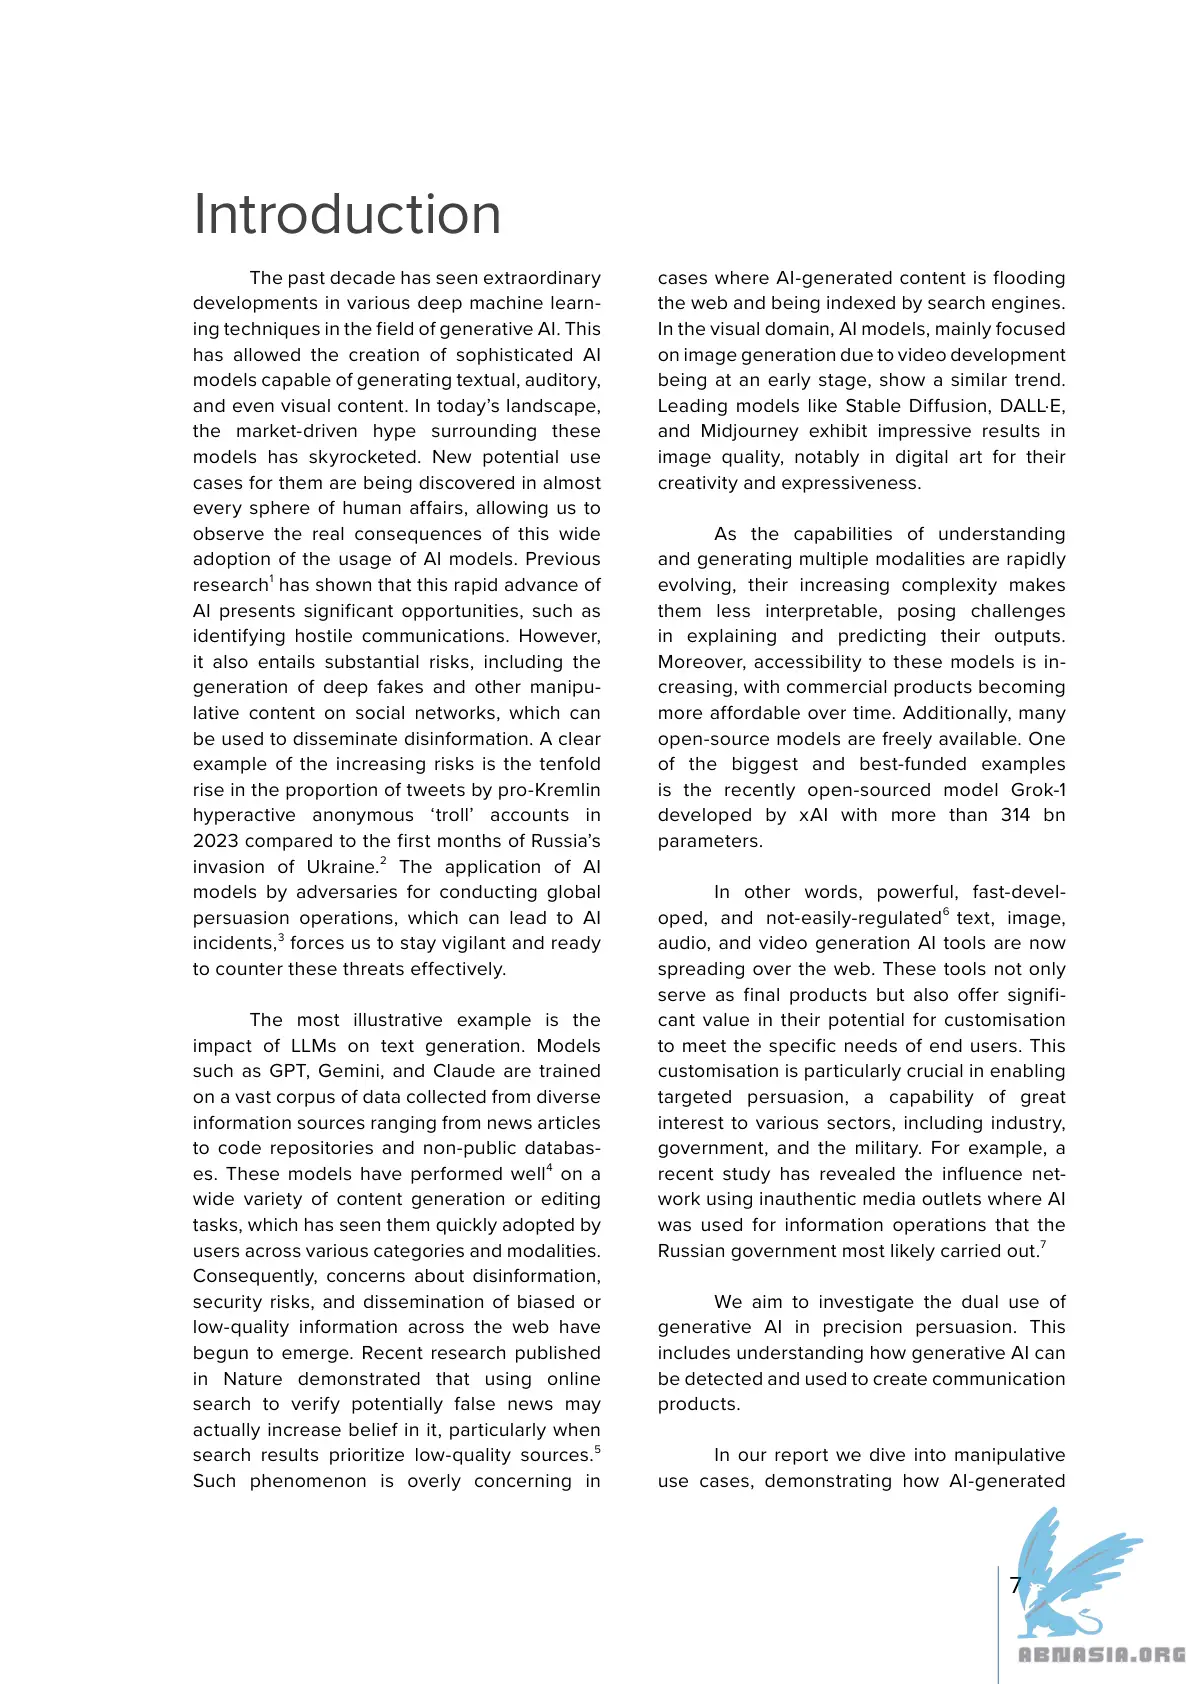 Introduction
The past decade has seen extraordinary
developments in various deep machine learn-
ing techniques in the field of generative AI. This
has allowed the creation of sophisticated AI
models capable of generating textual, auditory,
and even visual content. In today’s landscape,
the market-driven hype surrounding these
models has skyrocketed. New potential use
cases for them are being discovered in almost
every sphere of human affairs, allowing us to
observe the real consequences of this wide
adoption of the usage of AI models. Previous
research1 has shown that this rapid advance of
AI presents significant opportunities, such as
identifying hostile communications. However,
it also entails substantial risks, including the
generation of deep fakes and other manipu-
lative content on social networks, which can
be used to disseminate disinformation. A clear
example of the increasing risks is the tenfold
rise in the proportion of tweets by pro-Kremlin
hyperactive anonymous ‘troll’ accounts in
2023 compared to the first months of Russia’s
invasion of Ukraine.2 The application of AI
models by adversaries for conducting global
persuasion operations, which can lead to AI
incidents,3 forces us to stay vigilant and ready
to counter these threats effectively.
The most illustrative example is the
impact of LLMs on text generation. Models
such as GPT, Gemini, and Claude are trained
on a vast corpus of data collected from diverse
information sources ranging from news articles
to code repositories and non-public databas-
es. These models have performed well4 on a
wide variety of content generation or editing
tasks, which has seen them quickly adopted by
users across various categories and modalities.
Consequently, concerns about disinformation,
security risks, and dissemination of biased or
low-quality information across the web have
begun to emerge. Recent research published
in Nature demonstrated that using online
search to verify potentially false news may
actually increase belief in it, particularly when
search results prioritize low-quality sources.5
Such phenomenon is overly concerning in
cases where AI-generated content is flooding
the web and being indexed by search engines.
In the visual domain, AI models, mainly focused
on image generation due to video development
being at an early stage, show a similar trend.
Leading models like Stable Diffusion, DALL·E,
and Midjourney exhibit impressive results in
image quality, notably in digital art for their
creativity and expressiveness.
As the capabilities of understanding
and generating multiple modalities are rapidly
evolving, their increasing complexity makes
them less interpretable, posing challenges
in explaining and predicting their outputs.
Moreover, accessibility to these models is in-
creasing, with commercial products becoming
more affordable over time. Additionally, many
open-source models are freely available. One
of the biggest and best-funded examples
is the recently open-sourced model Grok-1
developed by xAI with more than 314 bn
parameters.
In other words, powerful, fast-devel-
oped, and not-easily-regulated6 text, image,
audio, and video generation AI tools are now
spreading over the web. These tools not only
serve as final products but also offer signifi-
cant value in their potential for customisation
to meet the specific needs of end users. This
customisation is particularly crucial in enabling
targeted persuasion, a capability of great
interest to various sectors, including industry,
government, and the military. For example, a
recent study has revealed the influence net-
work using inauthentic media outlets where AI
was used for information operations that the
Russian government most likely carried out.7
We aim to investigate the dual use of
generative AI in precision persuasion. This
includes understanding how generative AI can
be detected and used to create communication
products.
In our report we dive into manipulative
use cases, demonstrating how AI-generated
7
ABNASIA.ORG